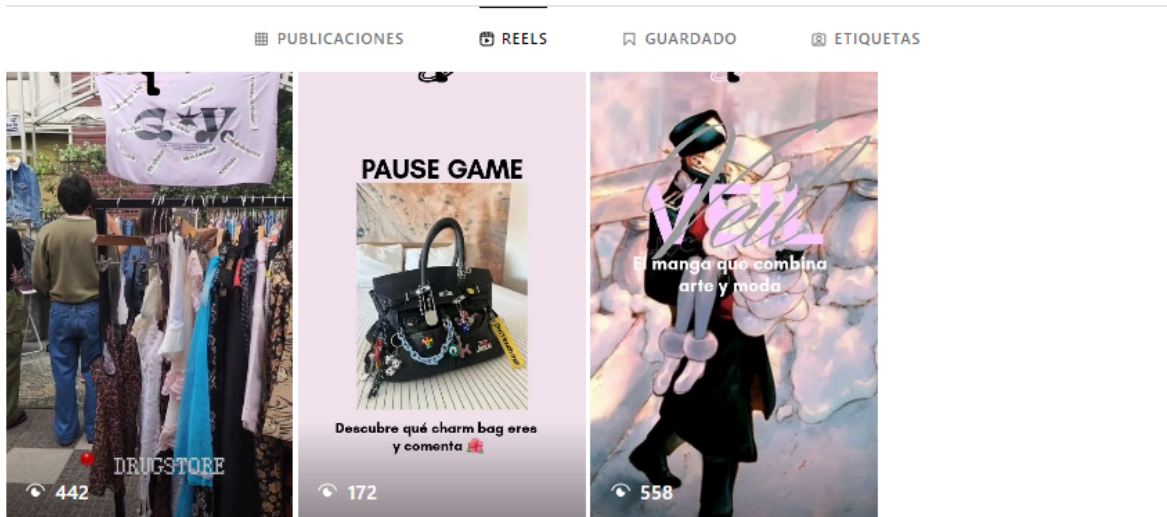 PUBLICACIONES
REELS
GUARDADO
ETIQUETAS
DRUGSTORE
442
PAUSE GAME
Descubre qué charm bag eres
y comenta 🌺
172
VEIL
Veil
El manga que combina
arte y moda
558